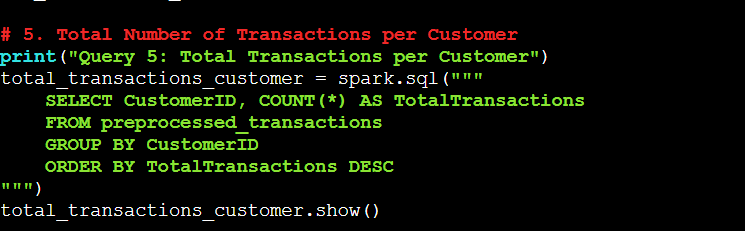 # 5. Total Number of Transactions per Customer
print("Query 5: Total Transactions per Customer")
total_transactions_customer = spark.sql("""
    SELECT CustomerID, COUNT(*) AS TotalTransactions
    FROM preprocessed_transactions
    GROUP BY CustomerID
    ORDER BY TotalTransactions DESC
""")
total_transactions_customer.show()